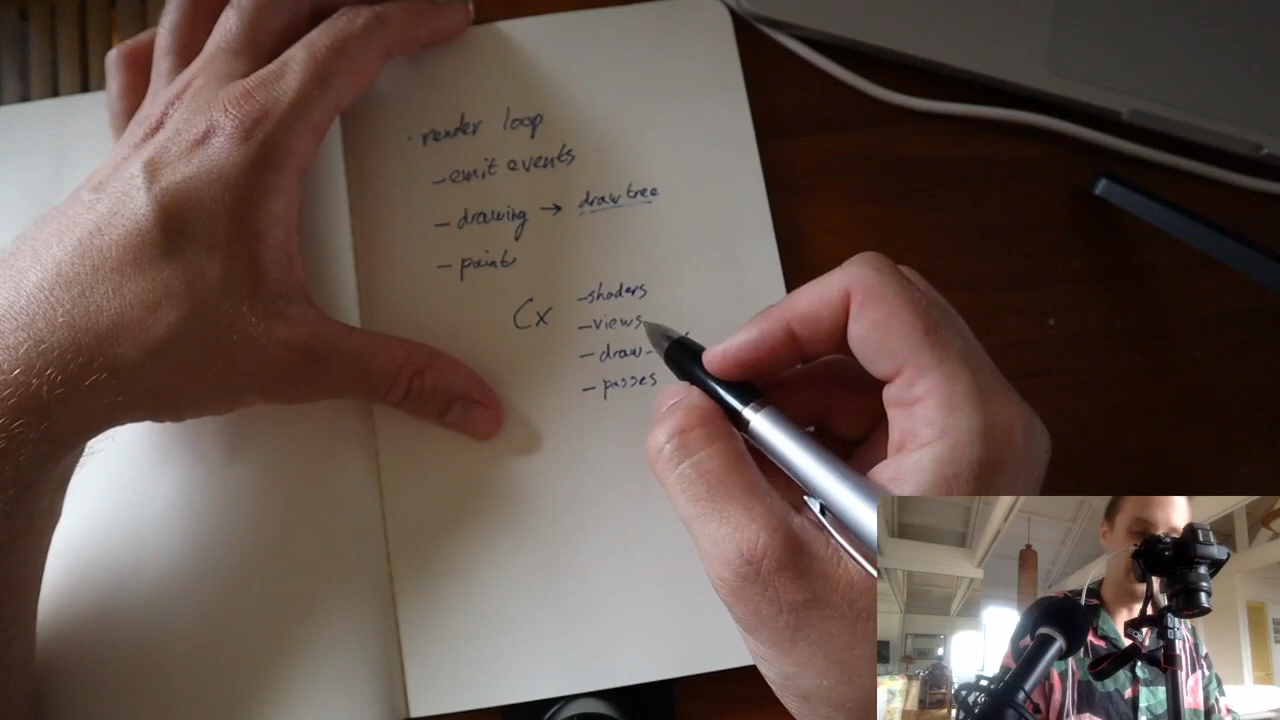 · render loop
- emit events
- drawing → draw tree
- paint
Cx
- shaders
- views
- draw-
- passes